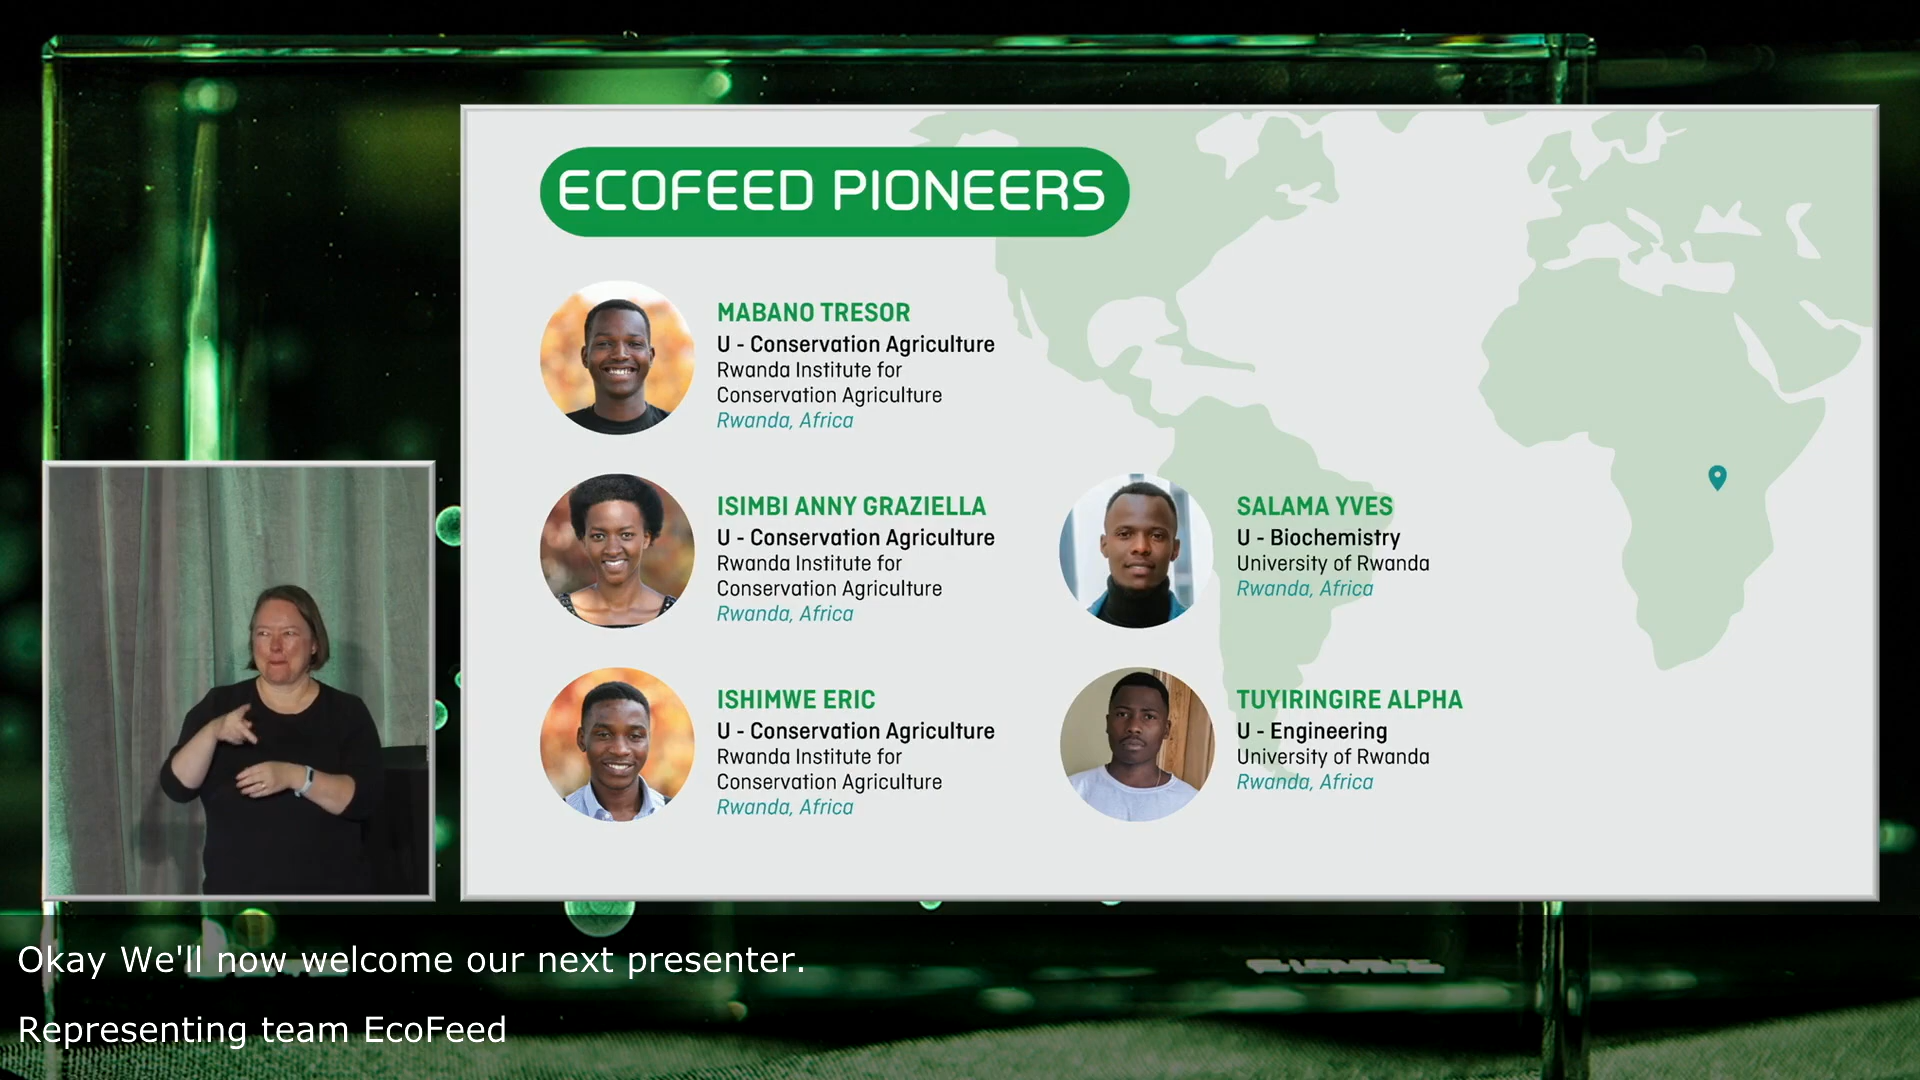 ECOFEED PIONEERS
MABANO TRESOR
U - Conservation Agriculture
Rwanda Institute for
Conservation Agriculture
Rwanda, Africa
ISIMBI ANNY GRAZIELLA
U - Conservation Agriculture
Rwanda Institute for
Conservation Agriculture
Rwanda, Africa
SALAMA YVES
U - Biochemistry
University of Rwanda
Rwanda, Africa
ISHIMWE ERIC
U - Conservation Agriculture
Rwanda Institute for
Conservation Agriculture
Rwanda, Africa
TUYIRINGIRE ALPHA
U - Engineering
University of Rwanda
Rwanda, Africa
Okay We'll now welcome our next presenter.
Representing team EcoFeed